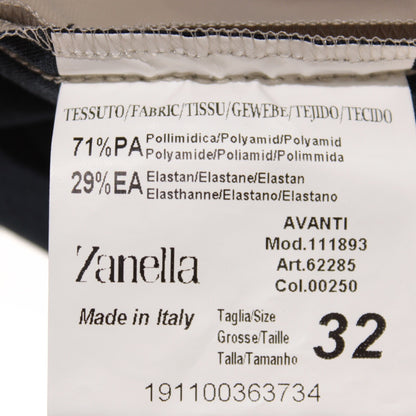 TESSUTO/FABRIC/TISSU/GEWEBE/TEJIDO/TECIDO
71%PA Pollimidica/Polyamid/Polyamid
Polyamide/Poliamid/Polimmida
29%EA Elastan/Elastane/Elastan
Elasthanne/Elastano/Elastano
AVANTI
Mod.111893
Art.62285
Col.00250
Zanella
Made in Italy
Taglia/Size
Grosse/Taille
Talla/Tamanho
32
191100363734